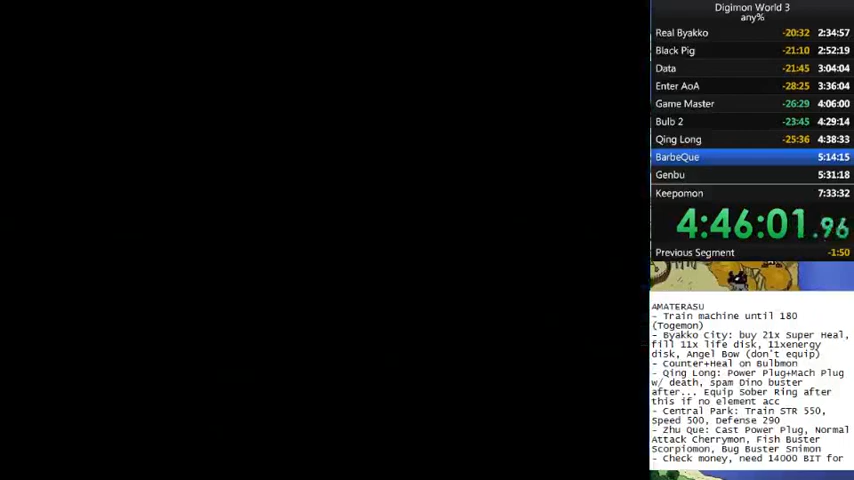 Digimon World 3
any%
Real Byakko -20:32 2:34:57
Black Pig -21:10 2:52:19
Data -21:45 3:04:04
Enter AoA -28:25 3:36:04
Game Master -26:29 4:06:00
Bulb 2 -23:45 4:29:14
Qing Long -25:36 4:38:33
BarbeQue 5:14:15
Genbu 5:31:18
Keepomon 7:33:32
4:46:01.96
Previous Segment -1:50
AMATERASU
- Train machine until 180
(Togemon)
- Byakko City: buy 21x Super Heal,
fill 11x life disk, 11xenergy
disk, Angel Bow (don't equip)
- Counter+Heal on Bulbmon
- Qing Long: Power Plug+Mach Plug
w/ death, spam Dino buster
after... Equip Sober Ring after
this if no element acc
- Central Park: Train STR 550,
Speed 500, Defense 290
- Zhu Que: Cast Power Plug, Normal
Attack Cherrymon, Fish Buster
Scorpiomon, Bug Buster Snimon
- Check money, need 14000 BIT for